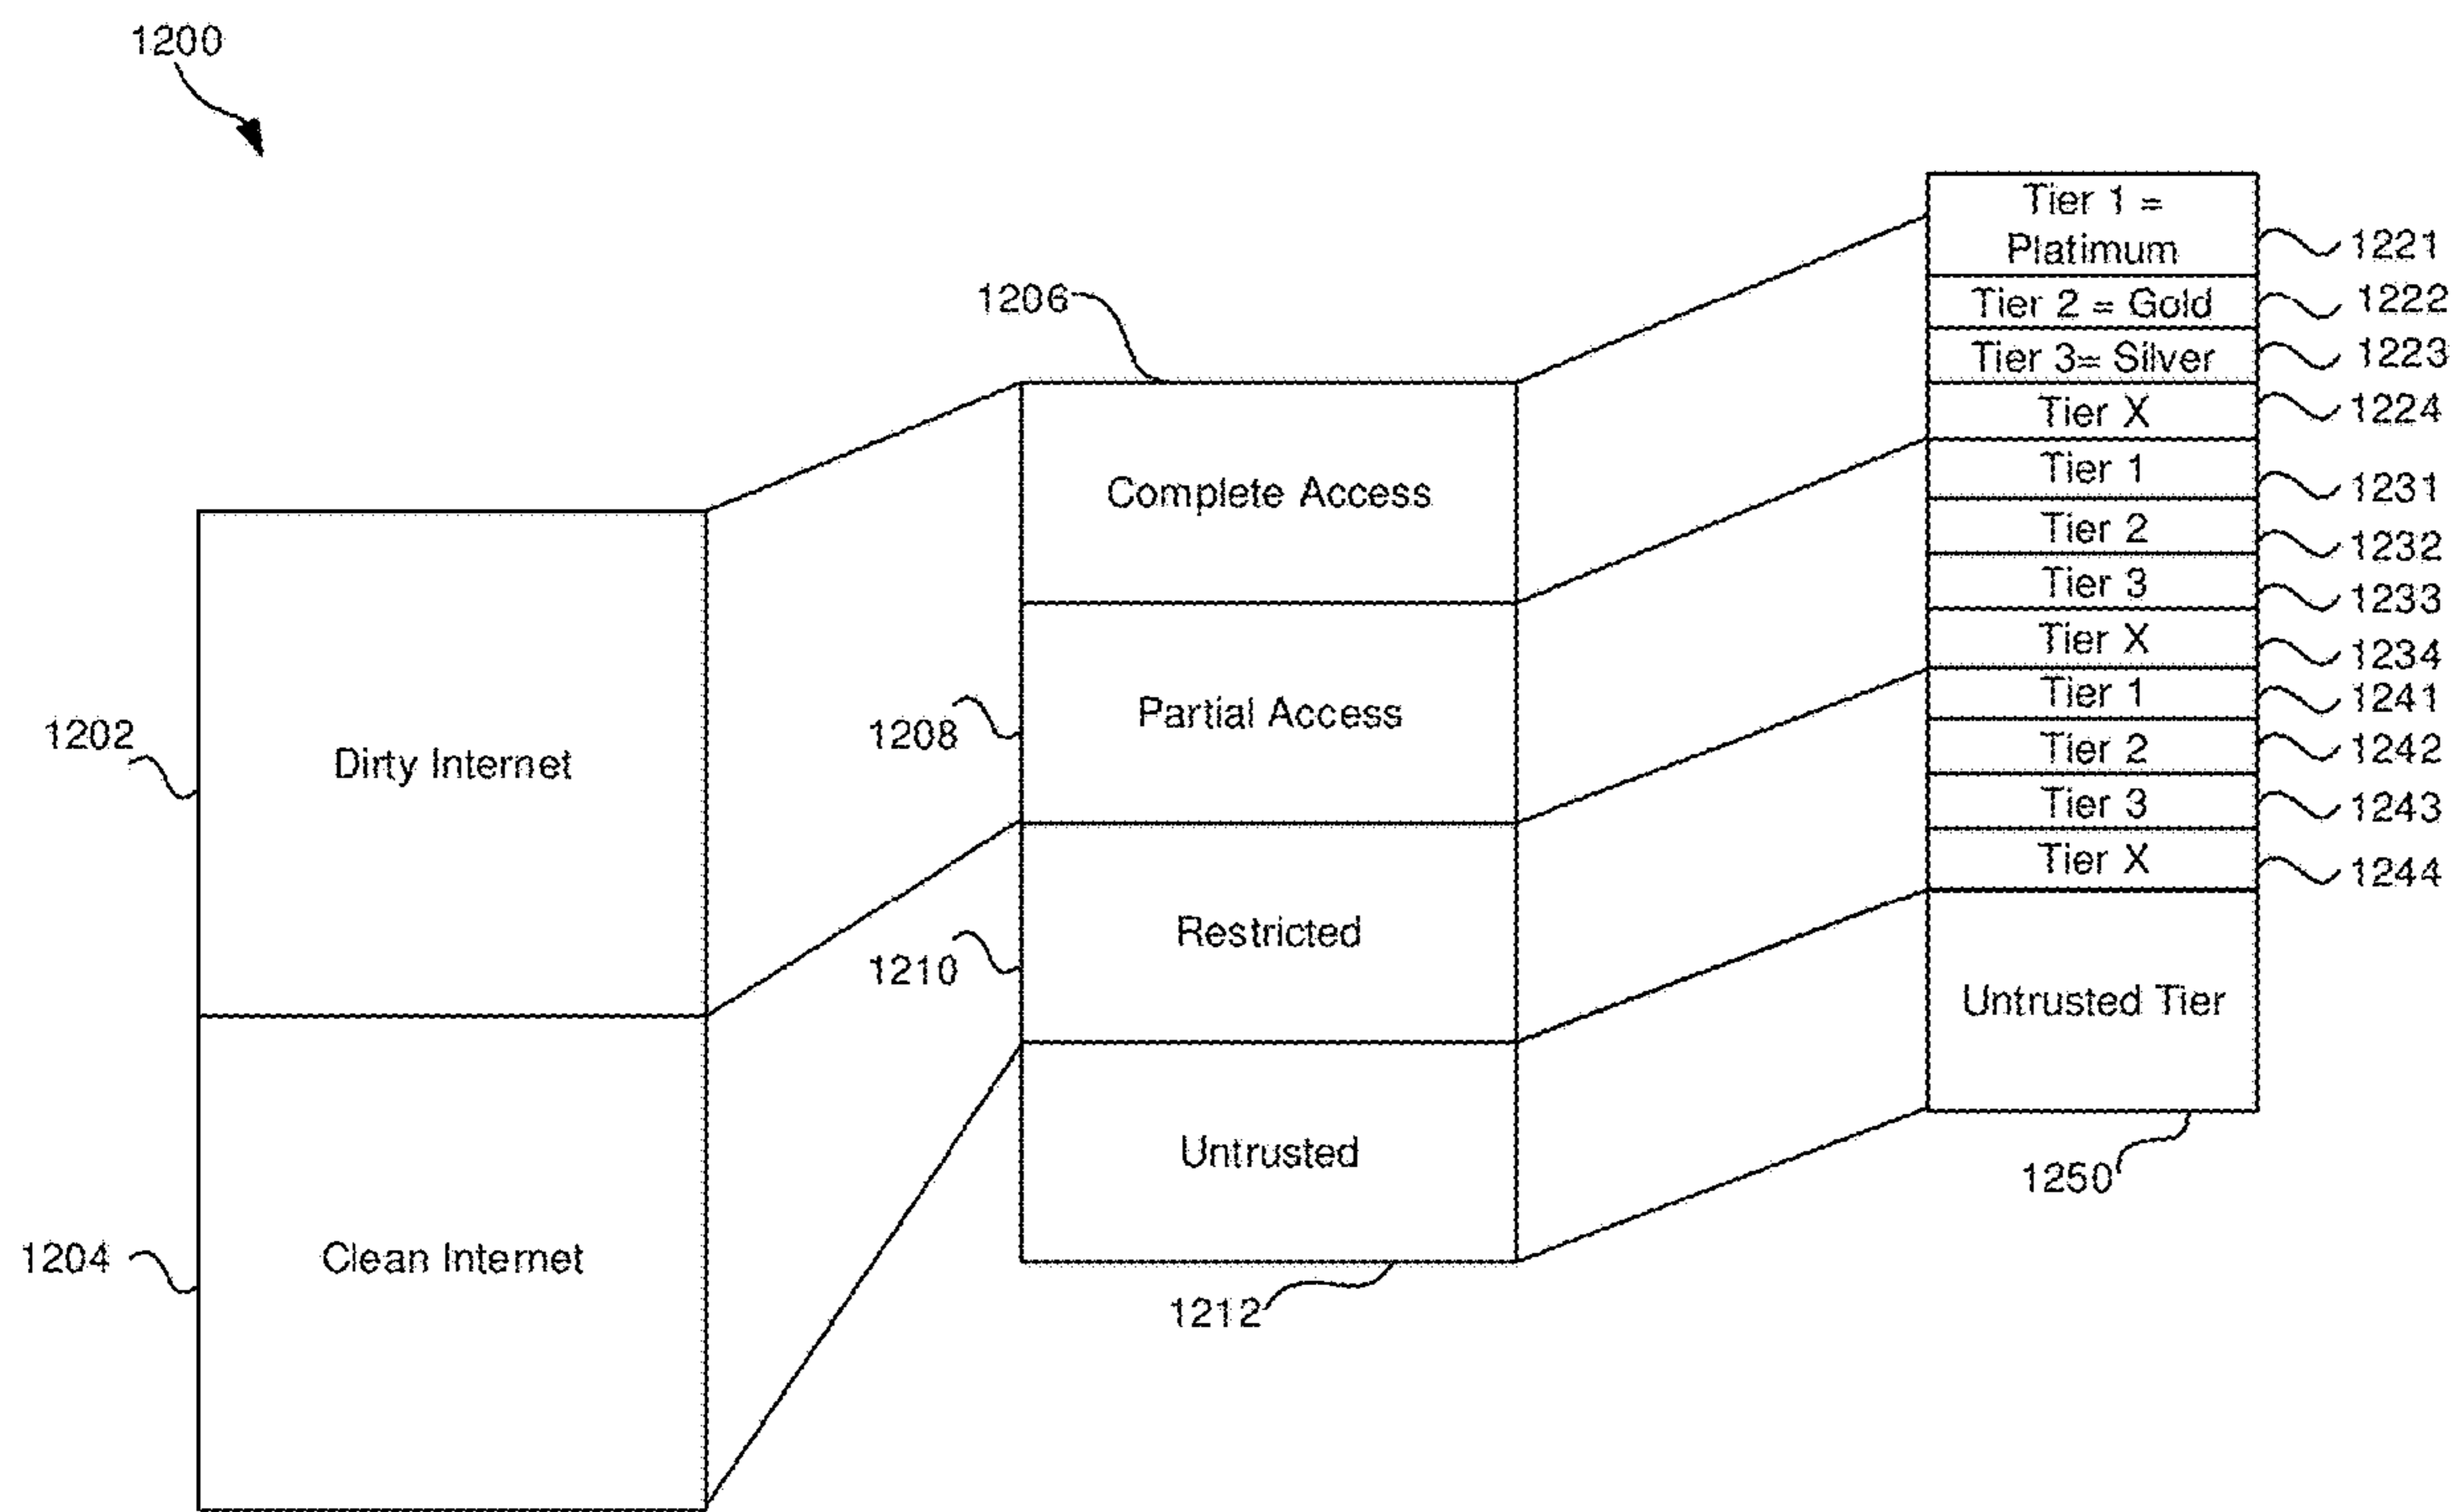 1200
Tier 1 =
Platimum
1221
1206
Tier 2 = Gold
1222
Tier 3= Silver
1223
Tier X
1224
Complete Access
Tier 1
1231
Tier 2
1232
Tier 3
1233
Tier X
1234
1202
Dirty Internet
1208
Partial Access
Tier 1
1241
Tier 2
1242
Tier 3
1243
Tier X
1244
1210
Restricted
Untrusted Tier
1250
1204
Clean Internet
Untrusted
1212